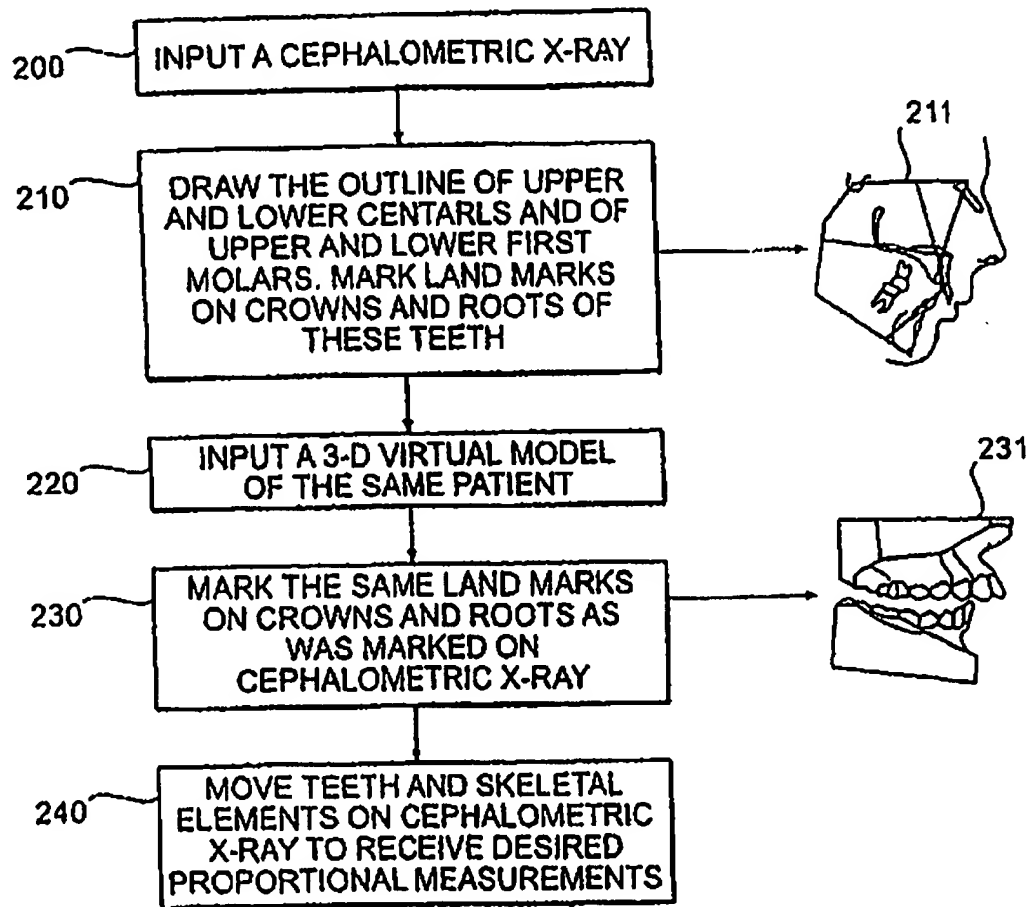 200
INPUT A CEPHALOMETRIC X-RAY
210
DRAW THE OUTLINE OF UPPER
AND LOWER CENTARLS AND OF
UPPER AND LOWER FIRST
MOLARS. MARK LAND MARKS
ON CROWNS AND ROOTS OF
THESE TEETH
211
220
INPUT A 3-D VIRTUAL MODEL
OF THE SAME PATIENT
230
MARK THE SAME LAND MARKS
ON CROWNS AND ROOTS AS
WAS MARKED ON
CEPHALOMETRIC X-RAY
231
240
MOVE TEETH AND SKELETAL
ELEMENTS ON CEPHALOMETRIC
X-RAY TO RECEIVE DESIRED
PROPORTIONAL MEASUREMENTS